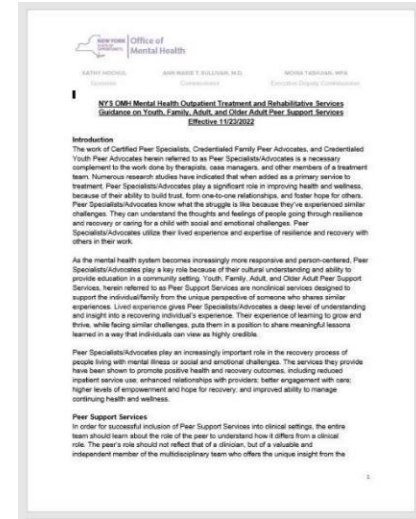 NEW YORK
STATE OF
OPPORTUNITY.
Office of
Mental Health
KATHY HOCHUL
Governor
ANN MARIE T. SULLIVAN, M.D.
Commissioner
MOIRA TASHJIAN, MPA
Executive Deputy Commissioner
NYS OMH Mental Health Outpatient Treatment and Rehabilitative Services
Guidance on Youth, Family, Adult, and Older Adult Peer Support Services
Effective 11/23/2022
Introduction
The work of Certified Peer Specialists, Credentialed Family Peer Advocates, and Credentialed
Youth Peer Advocates herein referred to as Peer Specialists/Advocates is a necessary
complement to the work done by therapists, case managers, and other members of a treatment
team. Numerous research studies have indicated that when added as a primary service to
treatment, Peer Specialists/Advocates play a significant role in improving health and wellness,
because of their ability to build trust, form one-to-one relationships, and foster hope for others.
Peer Specialists/Advocates know what the struggle is like because they've experienced similar
challenges. They can understand the thoughts and feelings of people going through resilience
and recovery or caring for a child with social and emotional challenges. Peer
Specialists/Advocates utilize their lived experience and expertise of resilience and recovery with
others in their work.
As the mental health system becomes increasingly more responsive and person-centered, Peer
Specialists/Advocates play a key role because of their cultural understanding and ability to
provide education in a community setting. Youth, Family, Adult, and Older Adult Peer Support
Services, herein referred to as Peer Support Services are nonclinical services designed to
support the individual/family from the unique perspective of someone who shares similar
experiences. Lived experience gives Peer Specialists/Advocates a deep level of understanding
and insight into a recovering individual's experience. Their experience of learning to grow and
thrive, while facing similar challenges, puts them in a position to share meaningful lessons
learned in a way that individuals can view as highly credible.
Peer Specialists/Advocates play an increasingly important role in the recovery process of
people living with mental illness or social and emotional challenges. The services they provide
have been shown to promote positive health and recovery outcomes, including reduced
inpatient service use; enhanced relationships with providers; better engagement with care;
higher levels of empowerment and hope for recovery; and improved ability to manage
continuing health and wellness.
Peer Support Services
In order for successful inclusion of Peer Support Services into clinical settings, the entire
team should learn about the role of the peer to understand how it differs from a clinical
role. The peer's role should not reflect that of a clinician, but of a valuable and
independent member of the multidisciplinary team who offers the unique insight from the
1